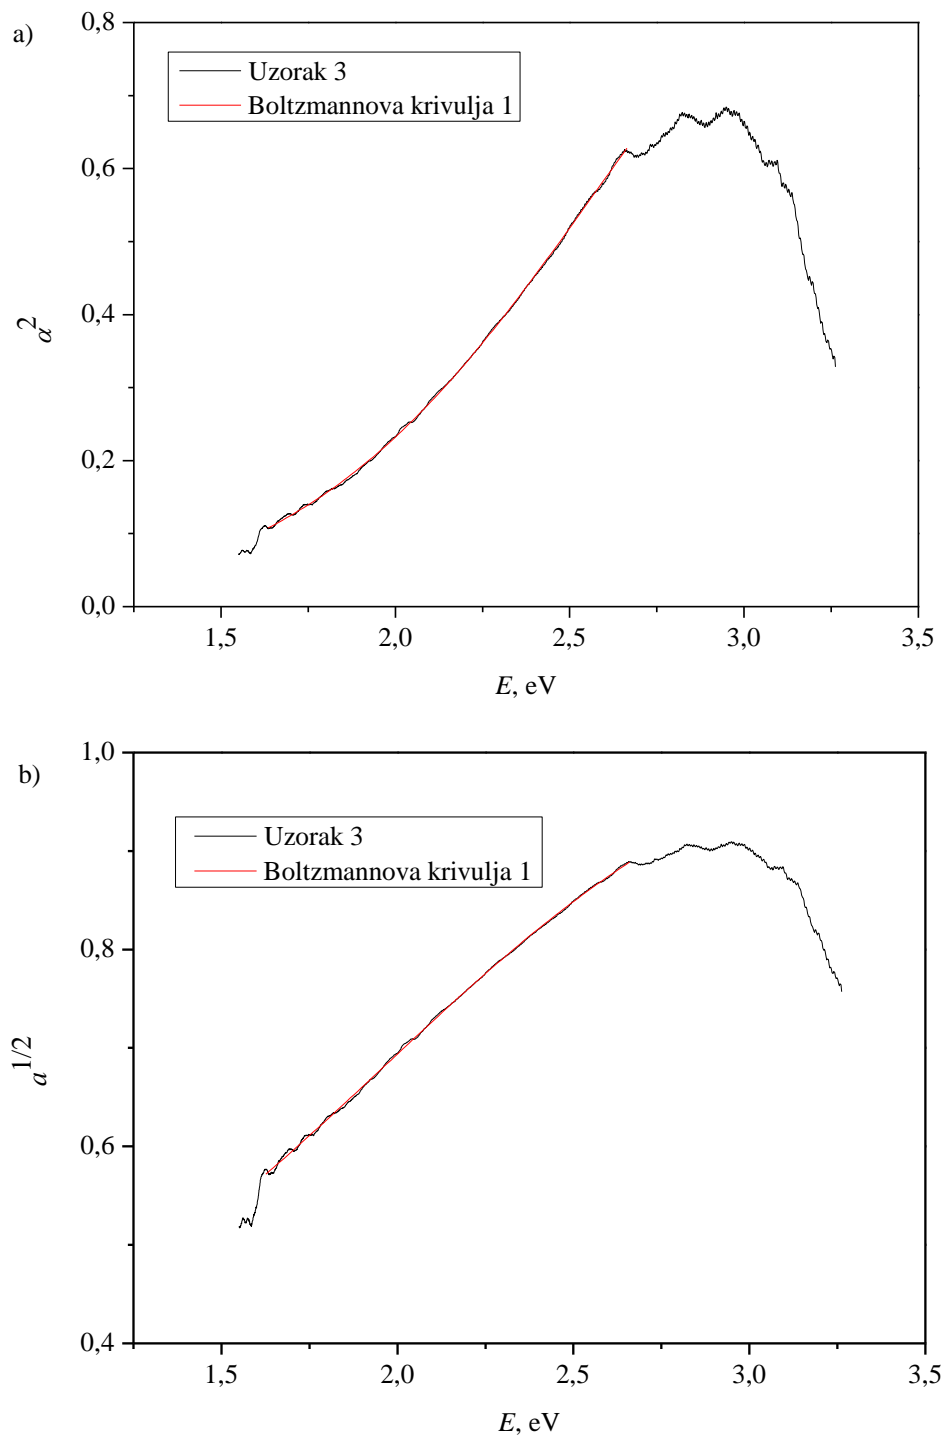 a)
0,8
Uzorak 3
Boltzmannova krivulja 1
0,6
α²
0,4
0,2
0,0
1,5 2,0 2,5 3,0 3,5
E, eV
b)
1,0
Uzorak 3
Boltzmannova krivulja 1
0,8
a^1/2
0,6
0,4
1,5 2,0 2,5 3,0 3,5
E, eV